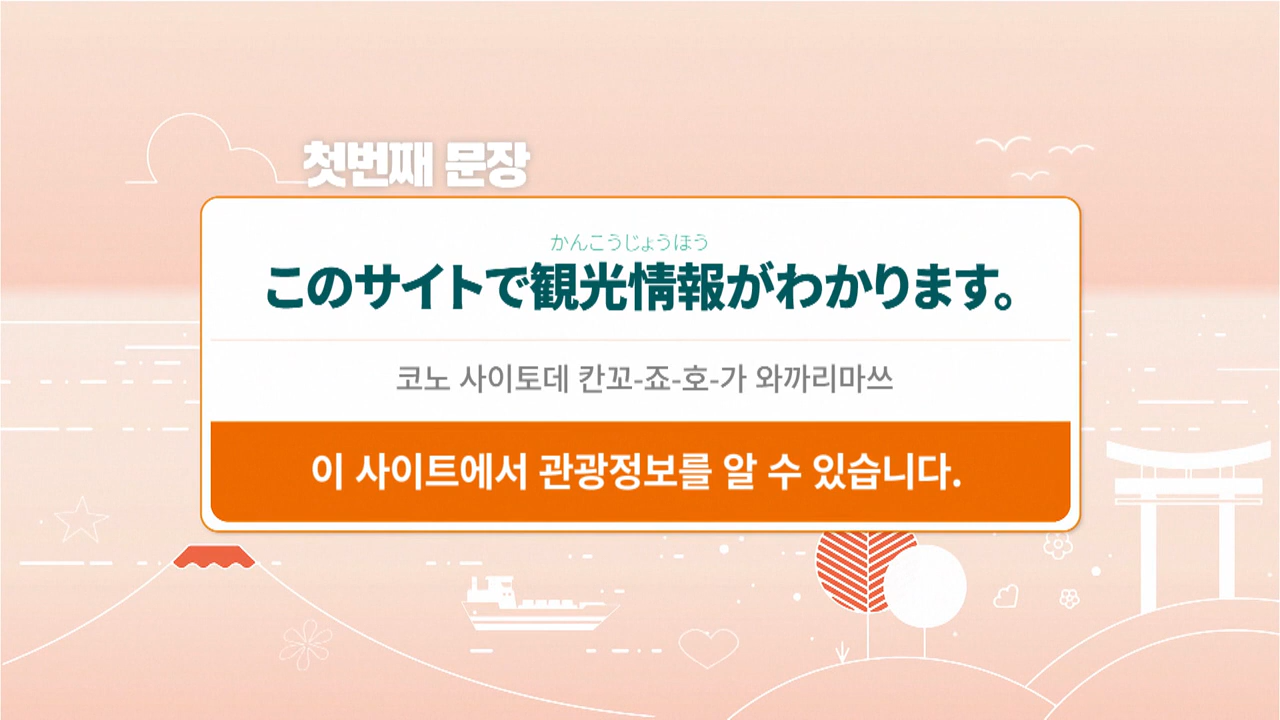 첫번째 문장
かんこうじょうほう
このサイトで観光情報がわかります。
코노 사이토데 칸꼬-죠-호-가 와까리마쓰
이 사이트에서 관광정보를 알 수 있습니다.